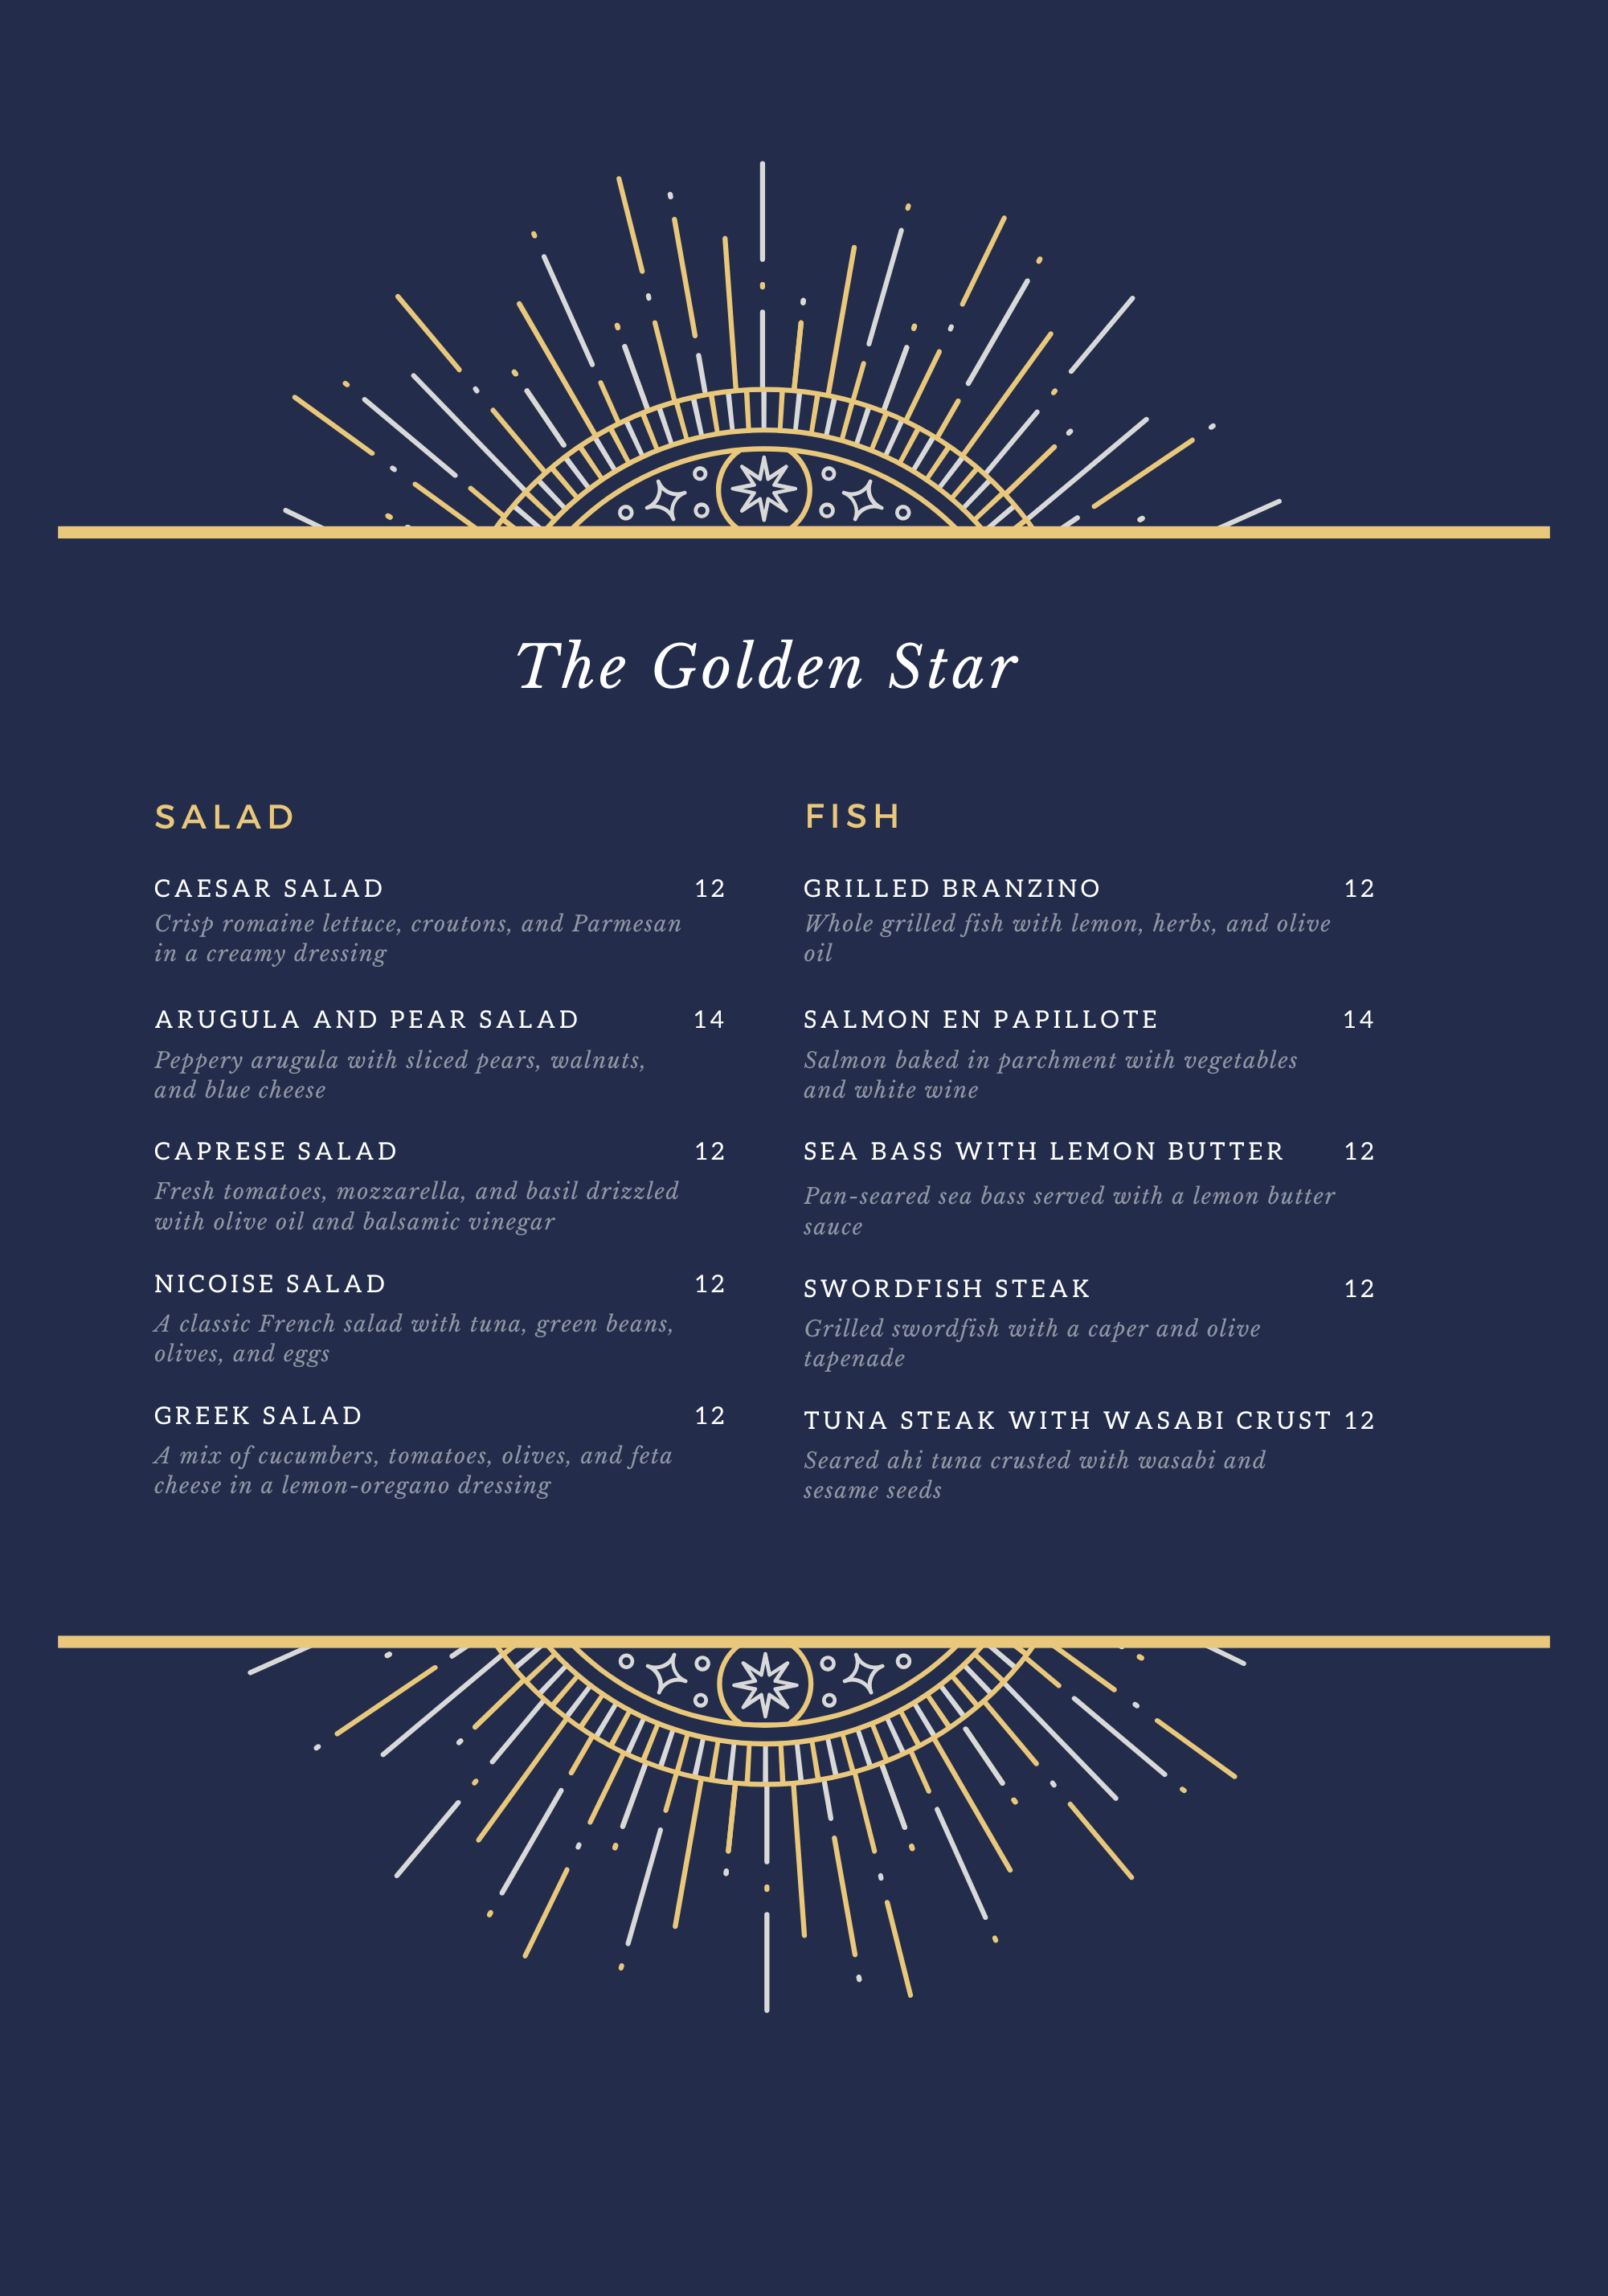 The Golden Star
SALAD
CAESAR SALAD 12
Crisp romaine lettuce, croutons, and Parmesan
in a creamy dressing
ARUGULA AND PEAR SALAD 14
Peppery arugula with sliced pears, walnuts,
and blue cheese
CAPRESE SALAD 12
Fresh tomatoes, mozzarella, and basil drizzled
with olive oil and balsamic vinegar
NICOISE SALAD 12
A classic French salad with tuna, green beans,
olives, and eggs
GREEK SALAD 12
A mix of cucumbers, tomatoes, olives, and feta
cheese in a lemon-oregano dressing
FISH
GRILLED BRANZINO 12
Whole grilled fish with lemon, herbs, and olive
oil
SALMON EN PAPILLOTE 14
Salmon baked in parchment with vegetables
and white wine
SEA BASS WITH LEMON BUTTER 12
Pan-seared sea bass served with a lemon butter
sauce
SWORDFISH STEAK 12
Grilled swordfish with a caper and olive
tapenade
TUNA STEAK WITH WASABI CRUST 12
Seared ahi tuna crusted with wasabi and
sesame seeds